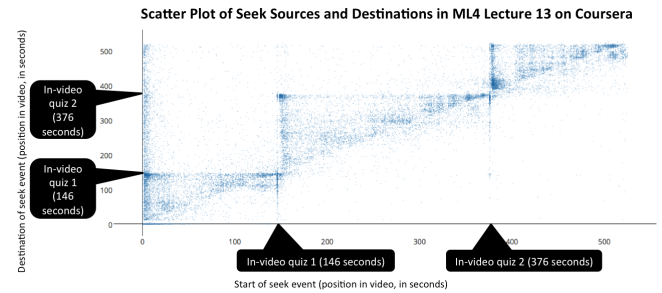 Scatter Plot of Seek Sources and Destinations in ML4 Lecture 13 on Coursera
Destination of seek event (position in video, in seconds)
500
400
300
200
100
0
In-video
quiz 2
(376
seconds)
In-video
quiz 1
(146
seconds)
0
100
200
300
400
500
In-video quiz 1 (146 seconds)
In-video quiz 2 (376 seconds)
Start of seek event (position in video, in seconds)